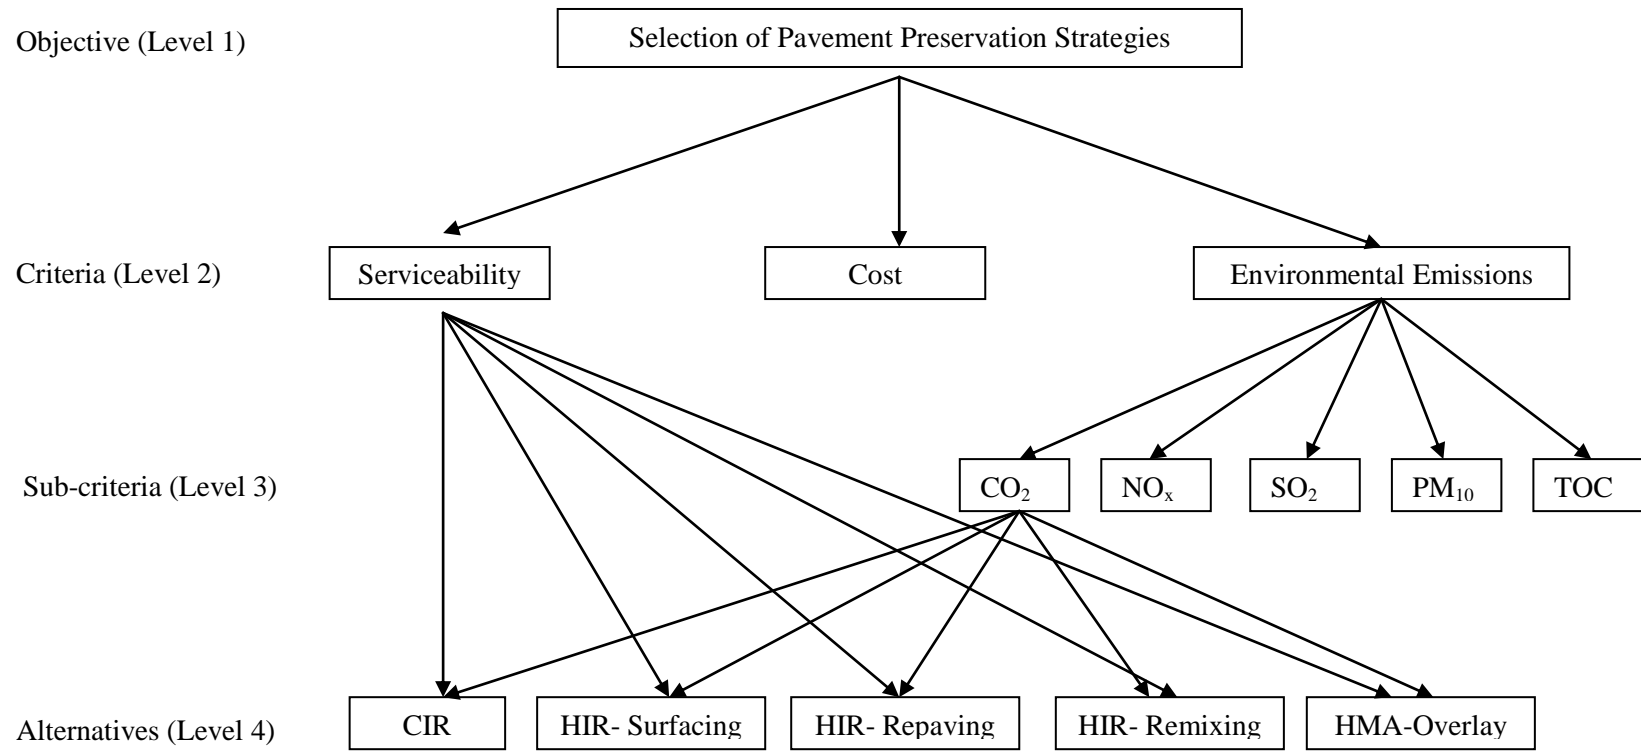 Objective (Level 1)
Selection of Pavement Preservation Strategies
Criteria (Level 2)
Serviceability
Cost
Environmental Emissions
Sub-criteria (Level 3)
CO₂
NOₓ
SO₂
PM₁₀
TOC
Alternatives (Level 4)
CIR
HIR- Surfacing
HIR- Repaving
HIR- Remixing
HMA-Overlay